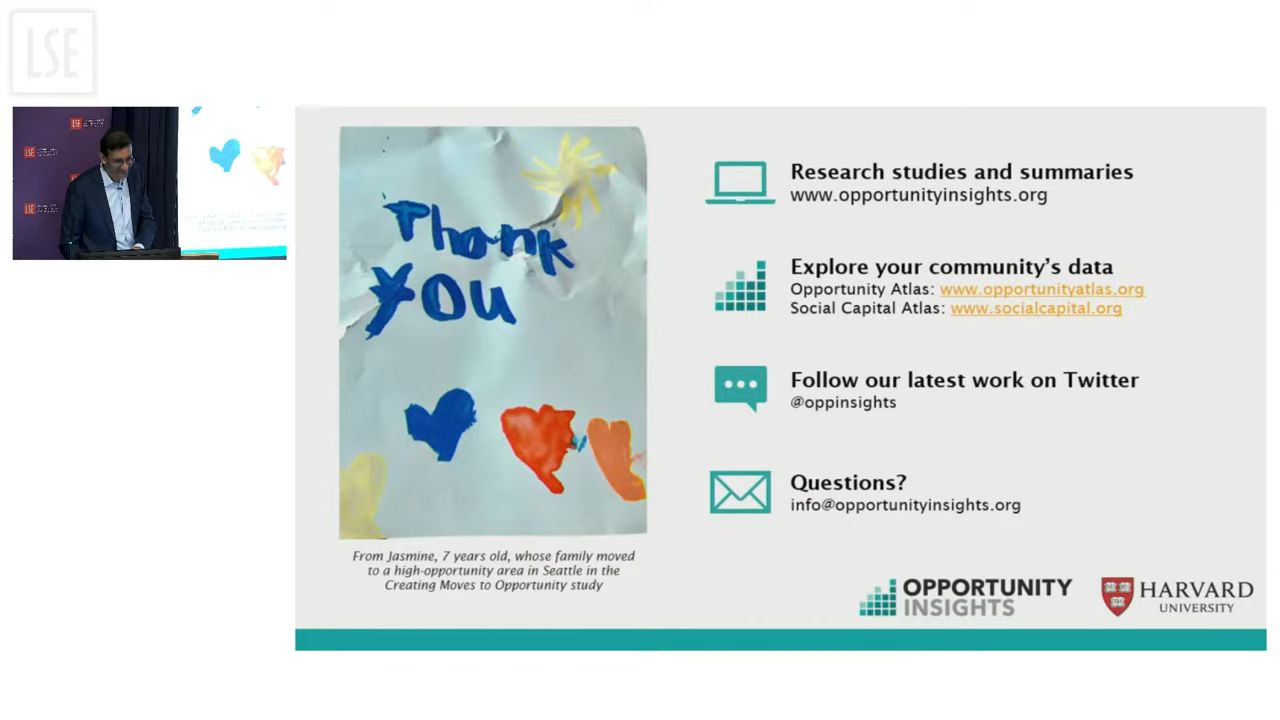 LSE
LSE
LSE
LSE
Thank
you
From Jasmine, 7 years old, whose family moved
to a high-opportunity area in Seattle in the
Creating Moves to Opportunity study
Research studies and summaries
www.opportunityinsights.org
Explore your community's data
Opportunity Atlas: www.opportunityatlas.org
Social Capital Atlas: www.socialcapital.org
Follow our latest work on Twitter
@oppinsights
Questions?
info@opportunityinsights.org
OPPORTUNITY
INSIGHTS
HARVARD
UNIVERSITY